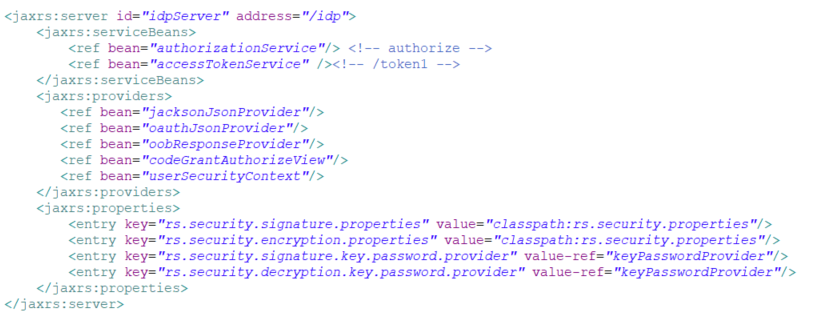 <jaxrs:server id="idpServer" address="/idp">
<jaxrs:serviceBeans>
<ref bean="authorizationService"/> <!-- authorize -->
<ref bean="accessTokenService" /><!-- /token1 -->
</jaxrs:serviceBeans>
<jaxrs:providers>
<ref bean="jacksonJsonProvider"/>
<ref bean="oauthJsonProvider"/>
<ref bean="oobResponseProvider"/>
<ref bean="codeGrantAuthorizeView"/>
<ref bean="userSecurityContext"/>
</jaxrs:providers>
<jaxrs:properties>
<entry key="rs.security.signature.properties" value="classpath:rs.security.properties"/>
<entry key="rs.security.encryption.properties" value="classpath:rs.security.properties"/>
<entry key="rs.security.signature.key.password.provider" value-ref="keyPasswordProvider"/>
<entry key="rs.security.decryption.key.password.provider" value-ref="keyPasswordProvider"/>
</jaxrs:properties>
</jaxrs:server>